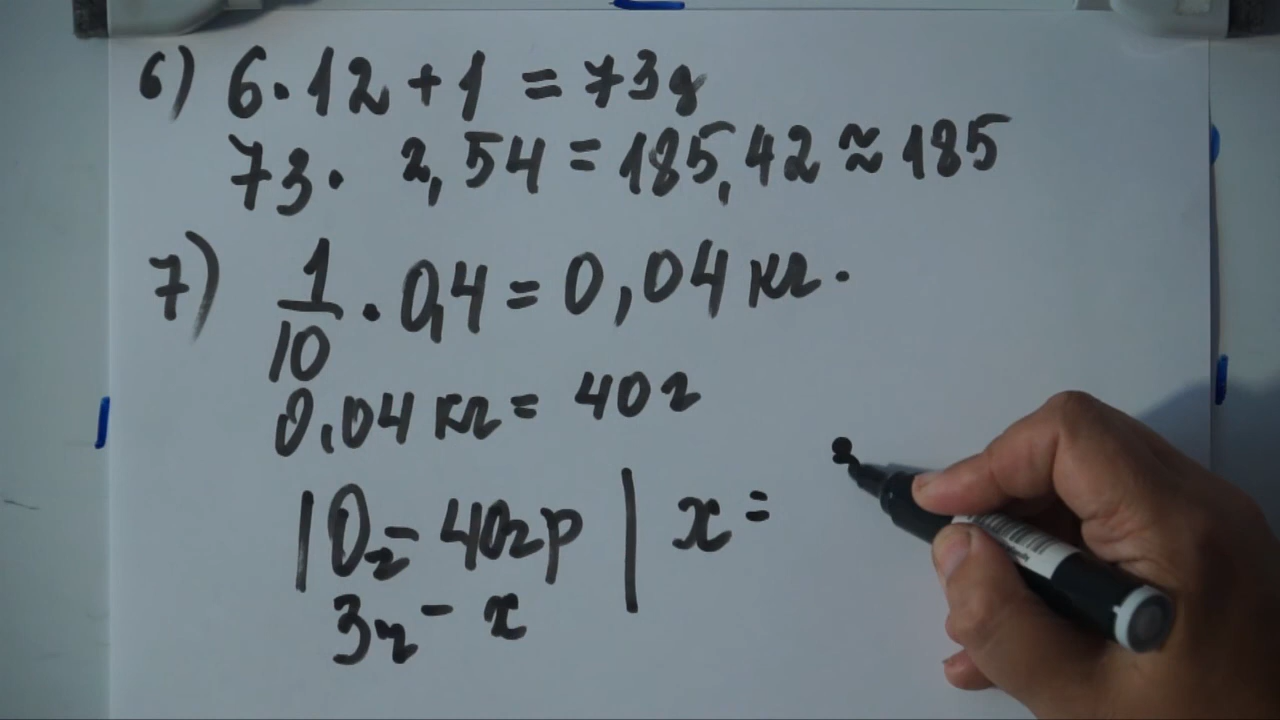 6) 6·12+1 = 73д
73· 2,54 = 185,42 ≈ 185
7) 1/10 · 0,4 = 0,04 кг.
0,04 кг = 40г
10г - 40гр | x =
3г - x